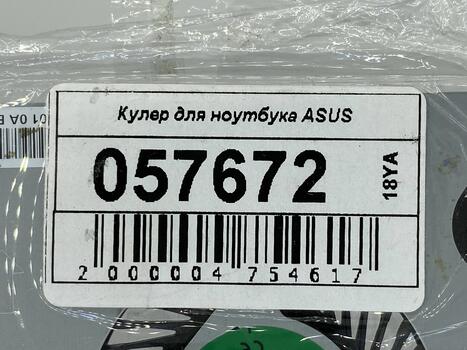 Кулер для ноутбука ASUS
057672
18YA
2 000004 754617